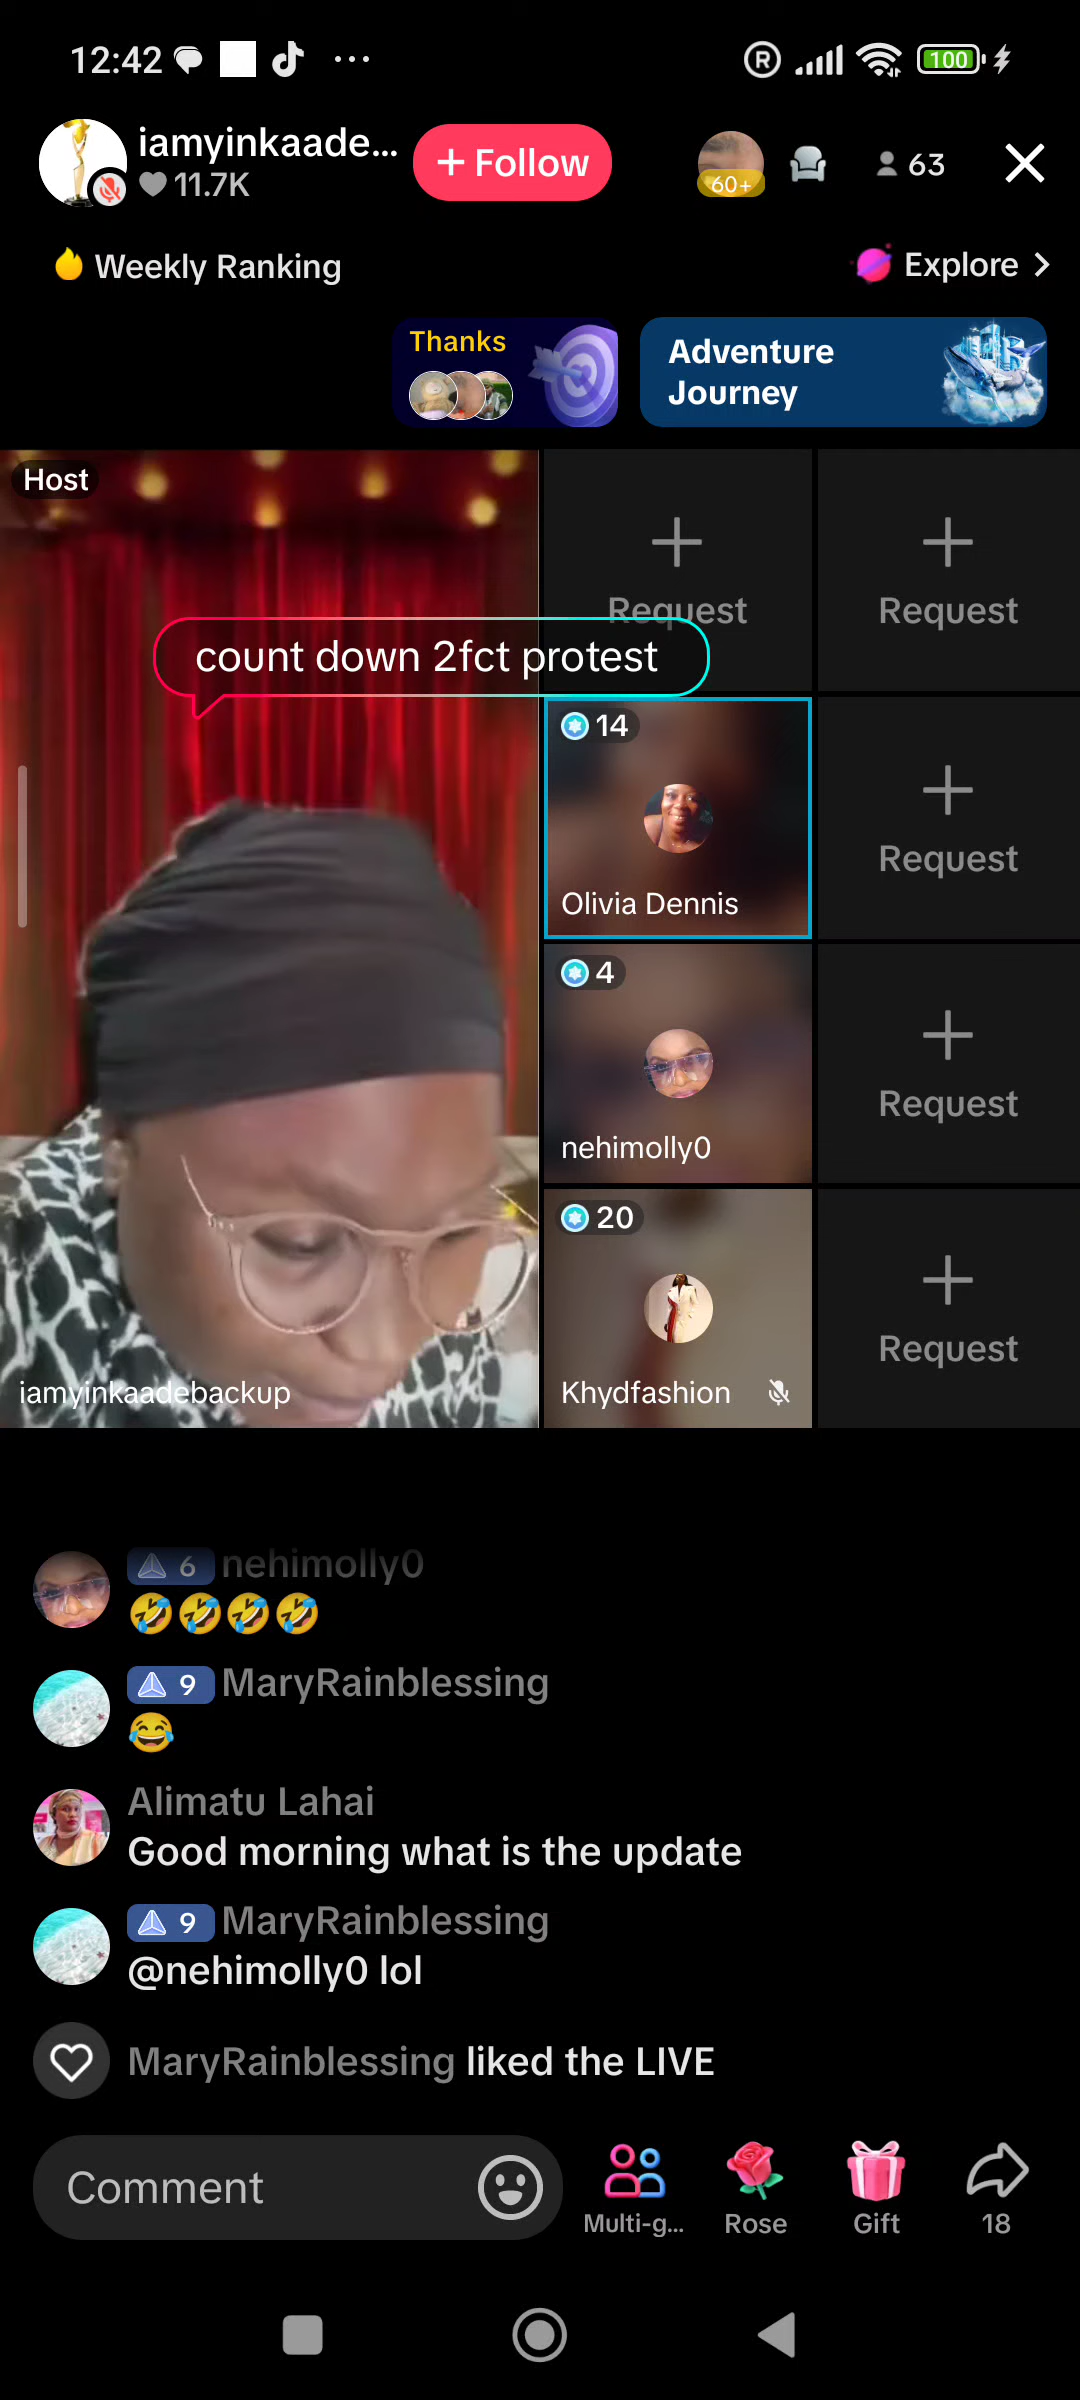 12:42
R
100
iamyinkaade...
11.7K
+ Follow
60+
63
Weekly Ranking
Explore >
Thanks
Adventure
Journey
Host
Request
Request
count down 2fct protest
14
Olivia Dennis
Request
4
nehimolly0
Request
20
Khydfashion
Request
iamyinkaadebackup
6 nehimolly0
🤣🤣🤣🤣
9 MaryRainblessing
😂
Alimatu Lahai
Good morning what is the update
9 MaryRainblessing
@nehimolly0 lol
MaryRainblessing liked the LIVE
Comment
Multi-g...
Rose
Gift
18